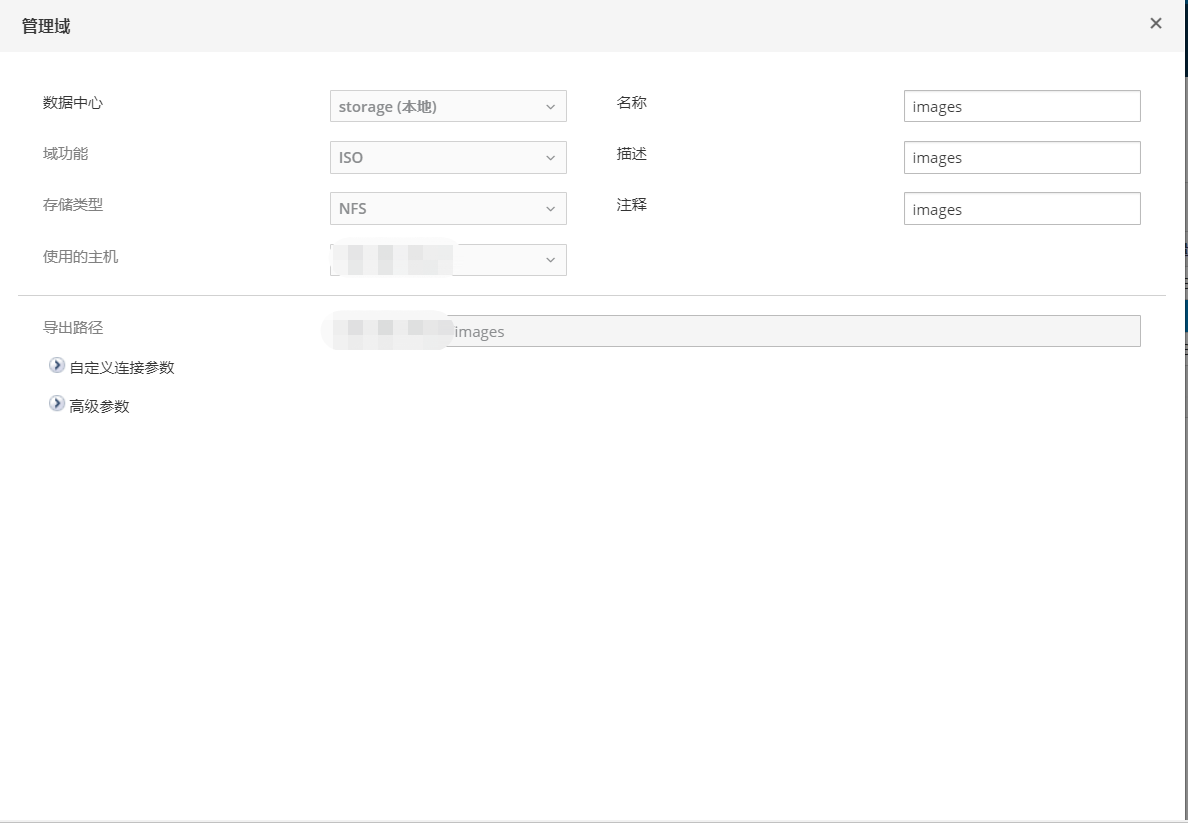 管理域
数据中心 storage (本地) 名称 images
域功能 ISO 描述 images
存储类型 NFS 注释 images
使用的主机
导出路径 images
自定义连接参数
高级参数